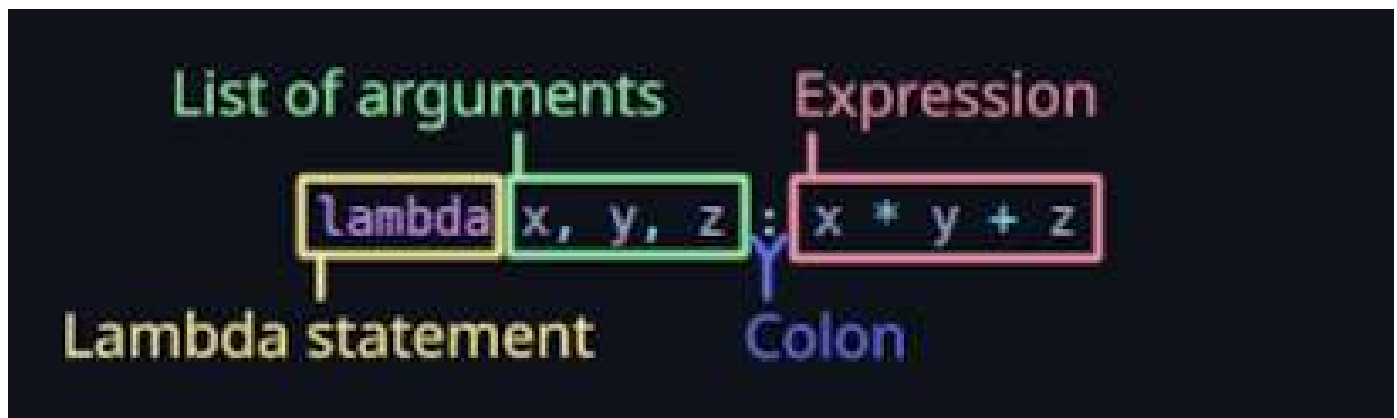 List of arguments Expression
lambda x, y, z : x * y + z
Lambda statement Colon